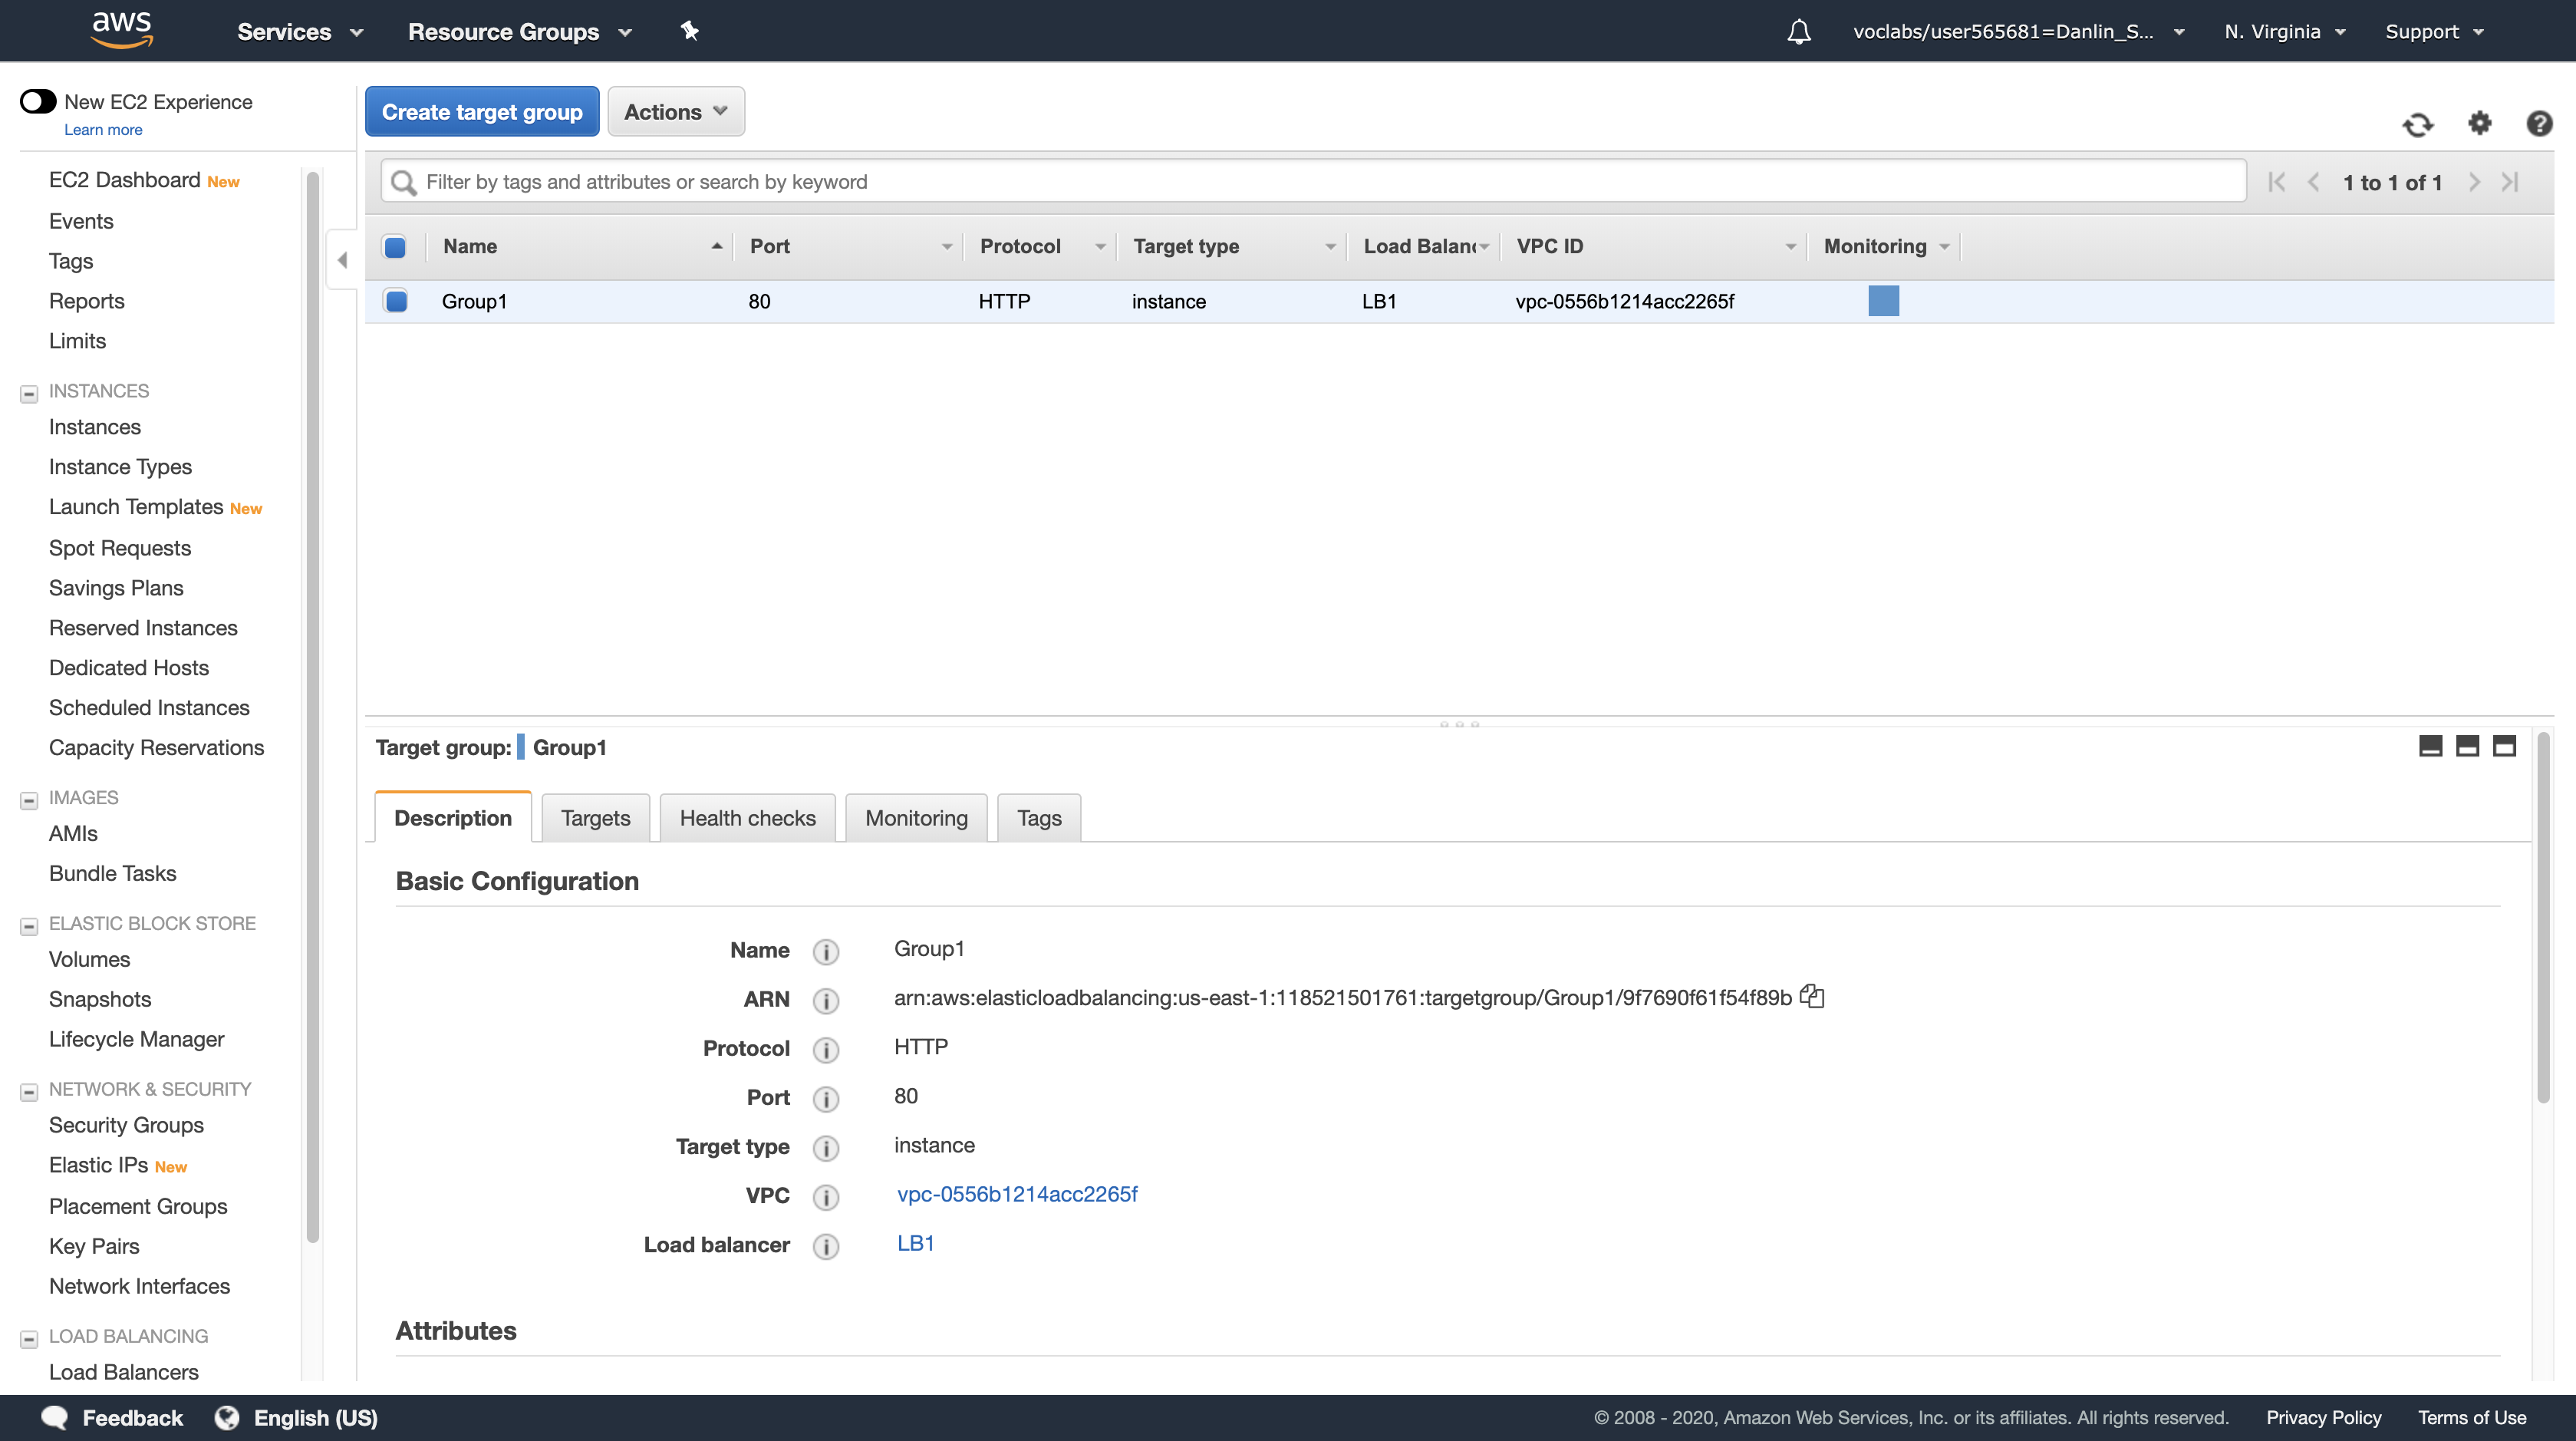 aws
Services
Resource Groups
voclabs/user565681=Danlin_S...
N. Virginia
Support
New EC2 Experience
Learn more
EC2 Dashboard New
Events
Tags
Reports
Limits
INSTANCES
Instances
Instance Types
Launch Templates New
Spot Requests
Savings Plans
Reserved Instances
Dedicated Hosts
Scheduled Instances
Capacity Reservations
IMAGES
AMIs
Bundle Tasks
ELASTIC BLOCK STORE
Volumes
Snapshots
Lifecycle Manager
NETWORK & SECURITY
Security Groups
Elastic IPs New
Placement Groups
Key Pairs
Network Interfaces
LOAD BALANCING
Load Balancers
Create target group
Actions
Filter by tags and attributes or search by keyword
1 to 1 of 1
Name Port Protocol Target type Load Balanc VPC ID Monitoring
Group1 80 HTTP instance LB1 vpc-0556b1214acc2265f
Target group: Group1
Description Targets Health checks Monitoring Tags
Basic Configuration
Name Group1
ARN arn:aws:elasticloadbalancing:us-east-1:118521501761:targetgroup/Group1/9f7690f61f54f89b
Protocol HTTP
Port 80
Target type instance
VPC vpc-0556b1214acc2265f
Load balancer LB1
Attributes
Feedback
English (US)
© 2008 - 2020, Amazon Web Services, Inc. or its affiliates. All rights reserved.
Privacy Policy
Terms of Use